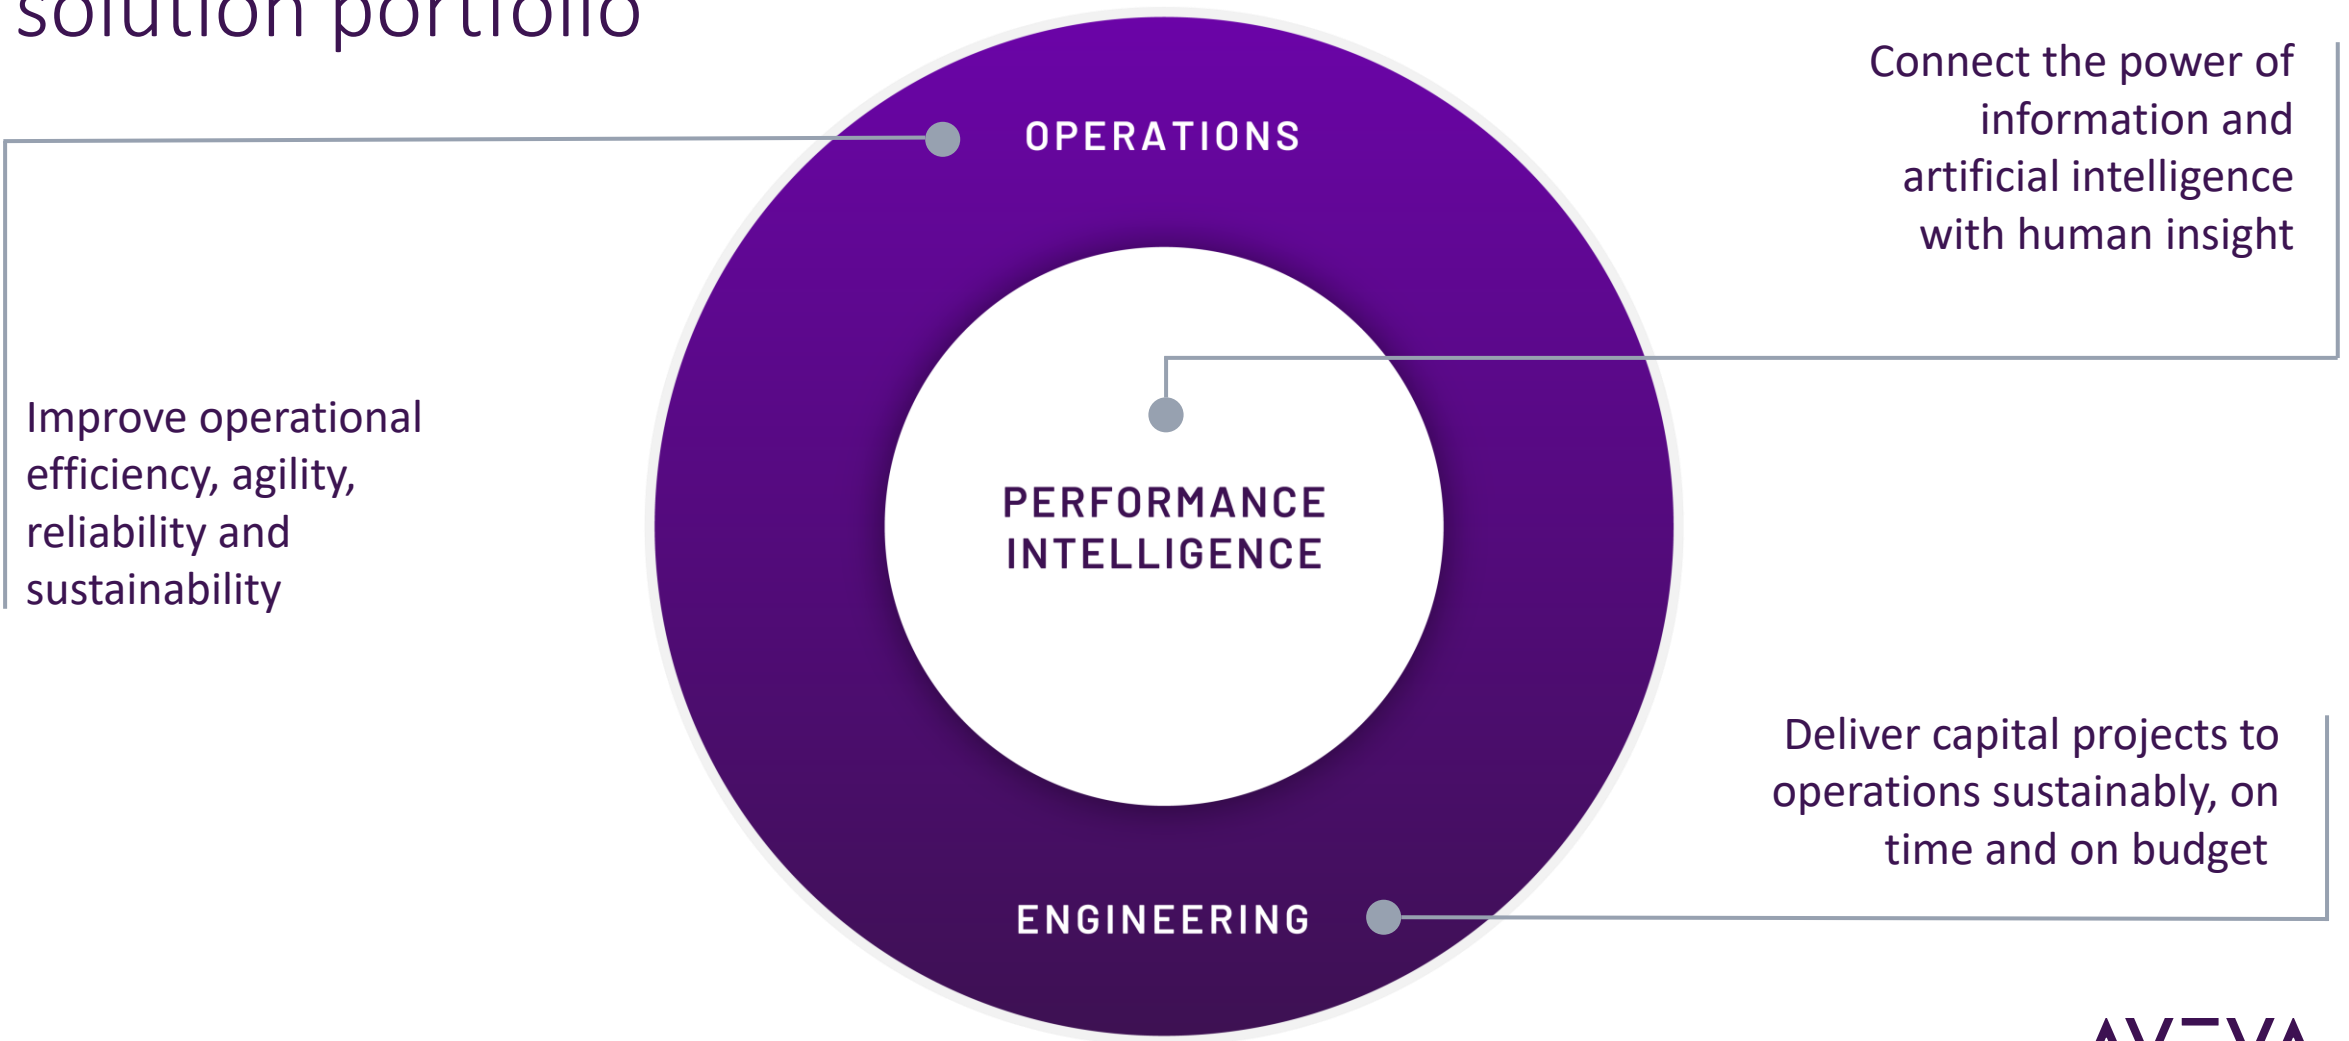 solution portfolio
Connect the power of
information and
artificial intelligence
with human insight
OPERATIONS
Improve operational
efficiency, agility,
reliability and
sustainability
PERFORMANCE
INTELLIGENCE
Deliver capital projects to
operations sustainably, on
time and on budget
ENGINEERING
AVEVA